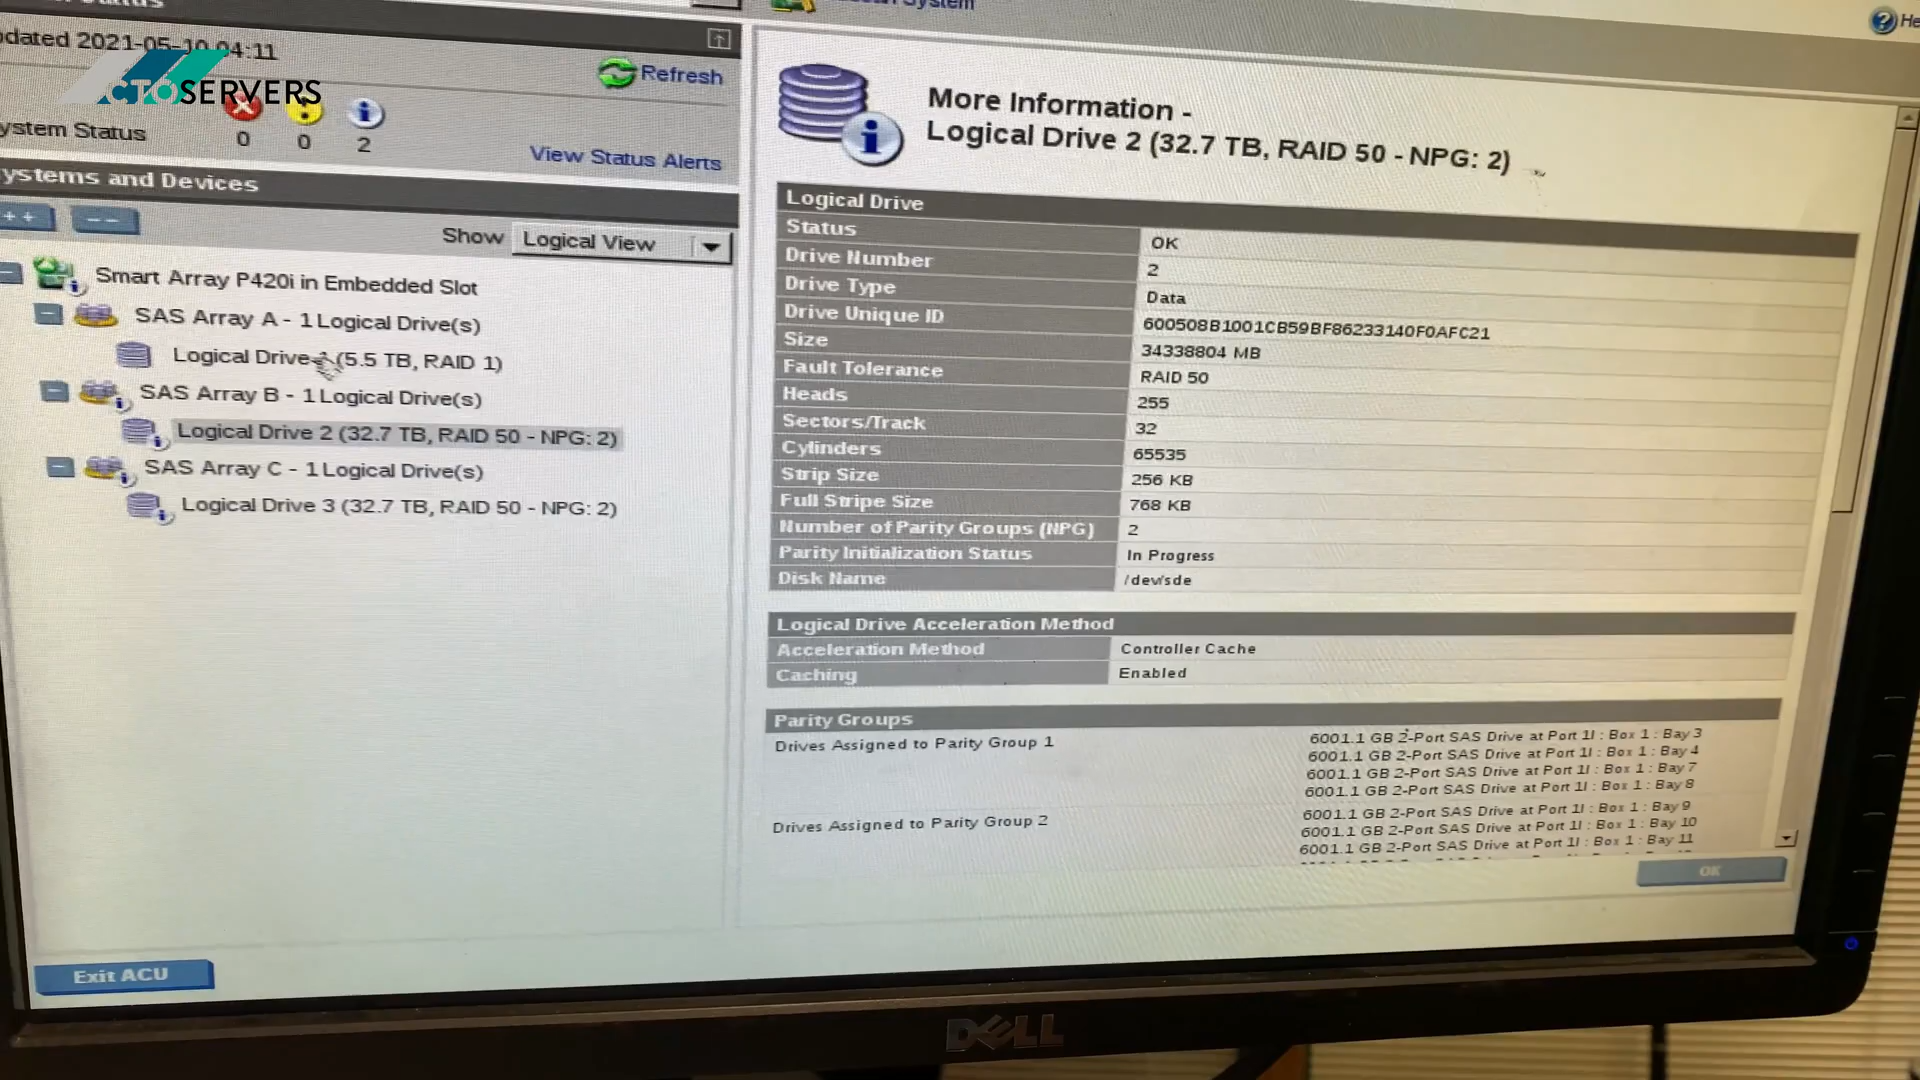 dated 2021-05-10 04:11
Refresh
CTOSERVERS
ystem Status
0
0
2
View Status Alerts
ystems and Devices
Show
Logical View
Smart Array P420i in Embedded Slot
SAS Array A - 1 Logical Drive(s)
Logical Drive (5.5 TB, RAID 1)
SAS Array B - 1 Logical Drive(s)
Logical Drive 2 (32.7 TB, RAID 50 - NPG: 2)
SAS Array C - 1 Logical Drive(s)
Logical Drive 3 (32.7 TB, RAID 50 - NPG: 2)
Exit ACU
System
He
More Information -
Logical Drive 2 (32.7 TB, RAID 50 - NPG: 2)
Logical Drive
Status OK
Drive Number 2
Drive Type Data
Drive Unique ID 600508B1001CB59BF86233140F0AFC21
Size 34338804 MB
Fault Tolerance RAID 50
Heads 255
Sectors/Track 32
Cylinders 65535
Strip Size 256 KB
Full Stripe Size 768 KB
Number of Parity Groups (NPG) 2
Parity Initialization Status In Progress
Disk Name /dev/sde
Logical Drive Acceleration Method
Acceleration Method Controller Cache
Caching Enabled
Parity Groups
Drives Assigned to Parity Group 1
6001.1 GB 2-Port SAS Drive at Port 1I : Box 1 : Bay 3
6001.1 GB 2-Port SAS Drive at Port 1I : Box 1 : Bay 4
6001.1 GB 2-Port SAS Drive at Port 1I : Box 1 : Bay 7
6001.1 GB 2-Port SAS Drive at Port 1I : Box 1 : Bay 8
Drives Assigned to Parity Group 2
6001.1 GB 2-Port SAS Drive at Port 1I : Box 1 : Bay 9
6001.1 GB 2-Port SAS Drive at Port 1I : Box 1 : Bay 10
6001.1 GB 2-Port SAS Drive at Port 1I : Box 1 : Bay 11
OK
DELL